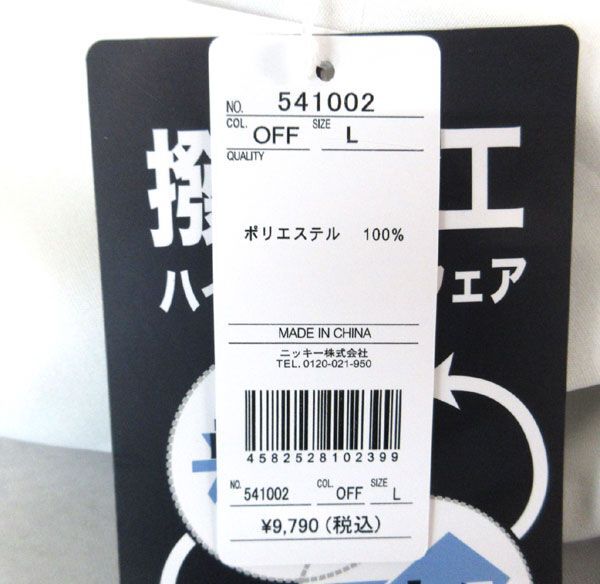 NO. 541002
COL. OFF SIZE L
QUALITY
撥 工
ポリエステル 100%
ハ ウェア
MADE IN CHINA
ニッキー株式会社
TEL. 0120-021-950
4582528102399
NO. 541002 COL. OFF SIZE L
¥9,790(税込)